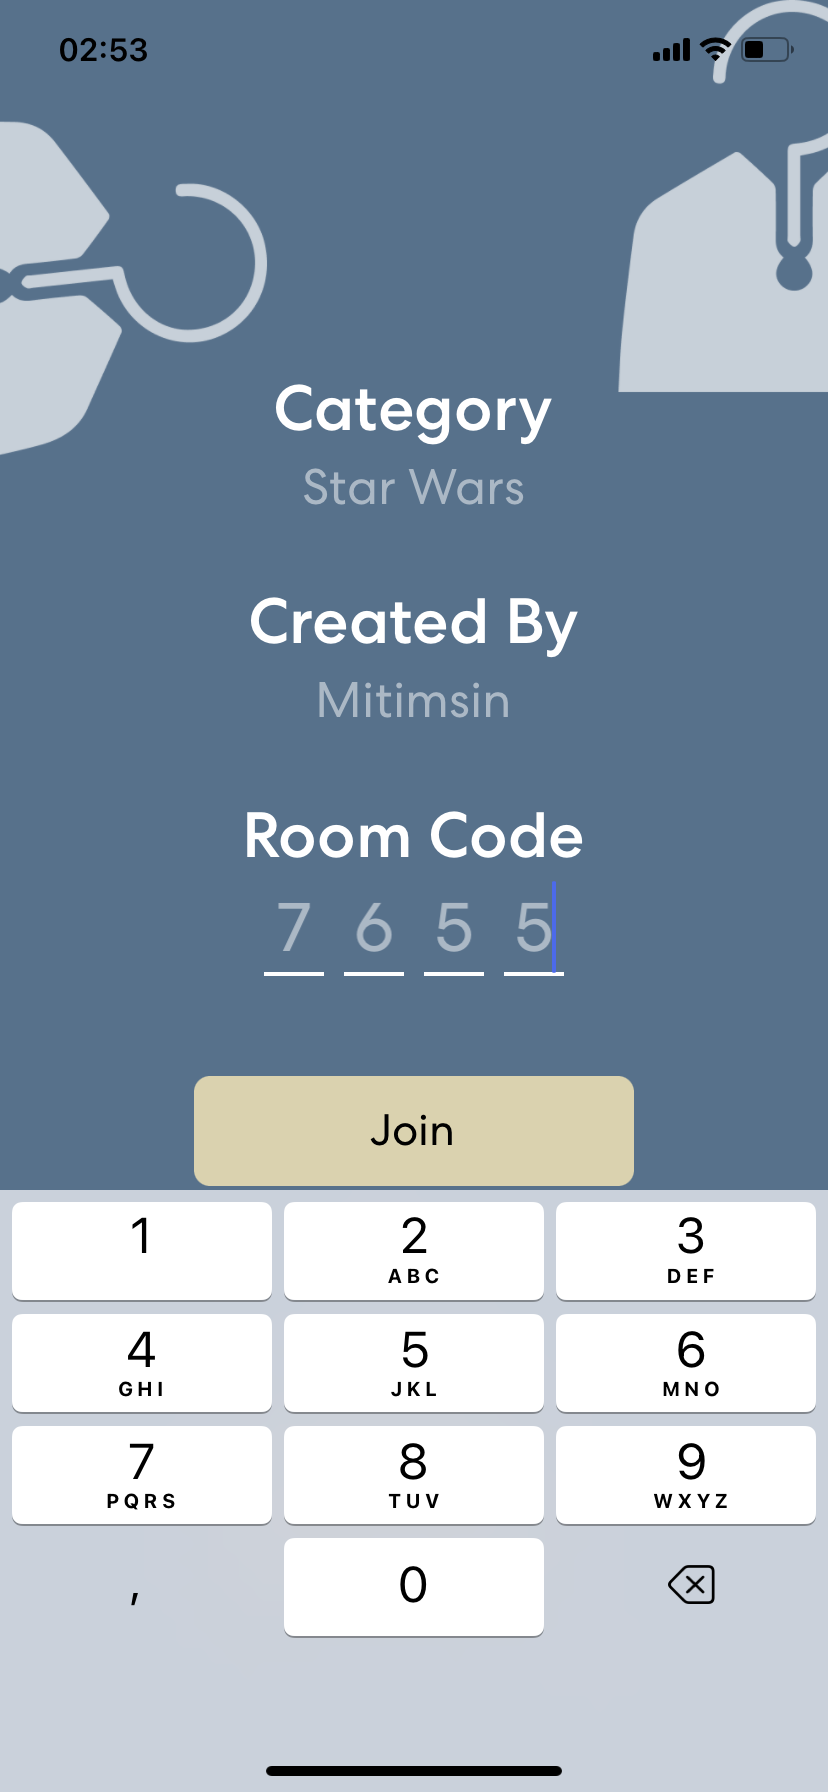 02:53
Category
Star Wars
Created By
Mitimsin
Room Code
7 6 5 5
Join
1 2 3
ABC DEF
4 5 6
GHI JKL MNO
7 8 9
PQRS TUV WXYZ
, 0